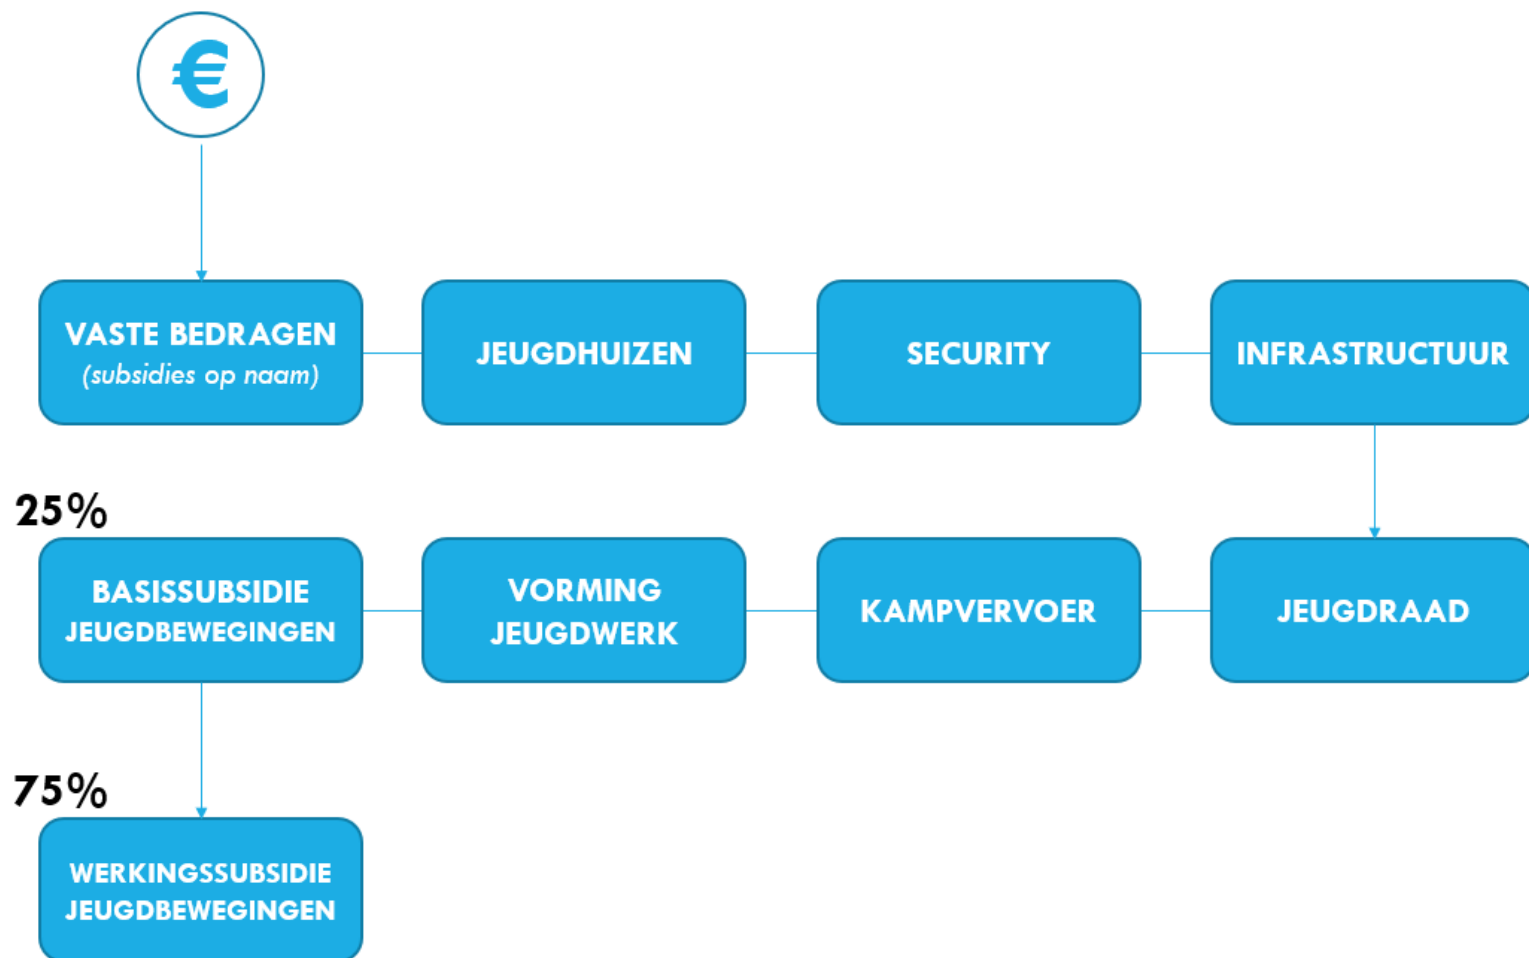 €
VASTE BEDRAGEN
(subsidies op naam)
JEUGDHUIZEN
SECURITY
INFRASTRUCTUUR
25%
BASISSUBSIDIE
JEUGDBEWEGINGEN
VORMING
JEUGDWERK
KAMPVERVOER
JEUGDRAAD
75%
WERKINGSSUBSIDIE
JEUGDBEWEGINGEN